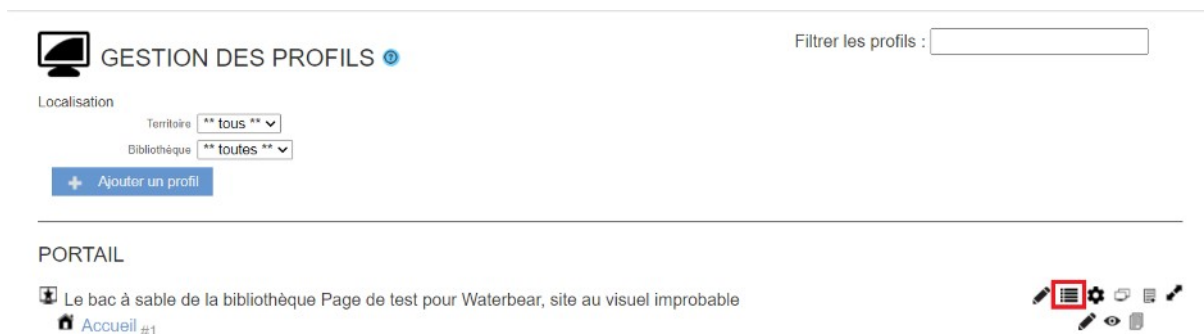 GESTION DES PROFILS
Filtrer les profils :
Localisation
Territoire ** tous **
Bibliothèque ** toutes **
+ Ajouter un profil
PORTAIL
Le bac à sable de la bibliothèque Page de test pour Waterbear, site au visuel improbable
Accueil #1